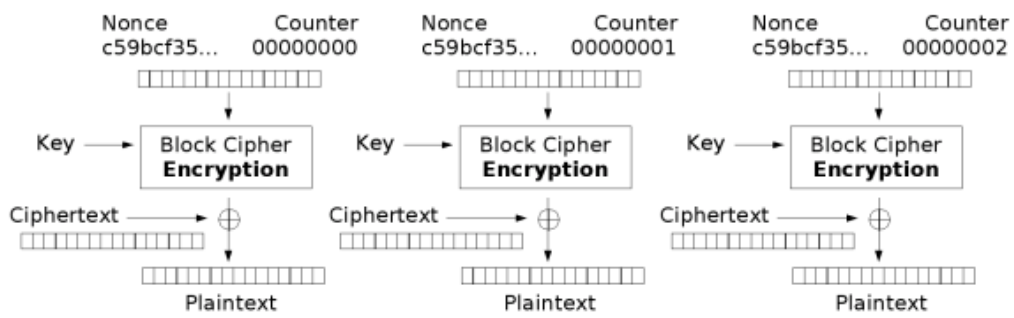 Nonce Counter
c59bcf35... 00000000
Key
Block Cipher
Encryption
Ciphertext
Plaintext
Nonce Counter
c59bcf35... 00000001
Key
Block Cipher
Encryption
Ciphertext
Plaintext
Nonce Counter
c59bcf35... 00000002
Key
Block Cipher
Encryption
Ciphertext
Plaintext